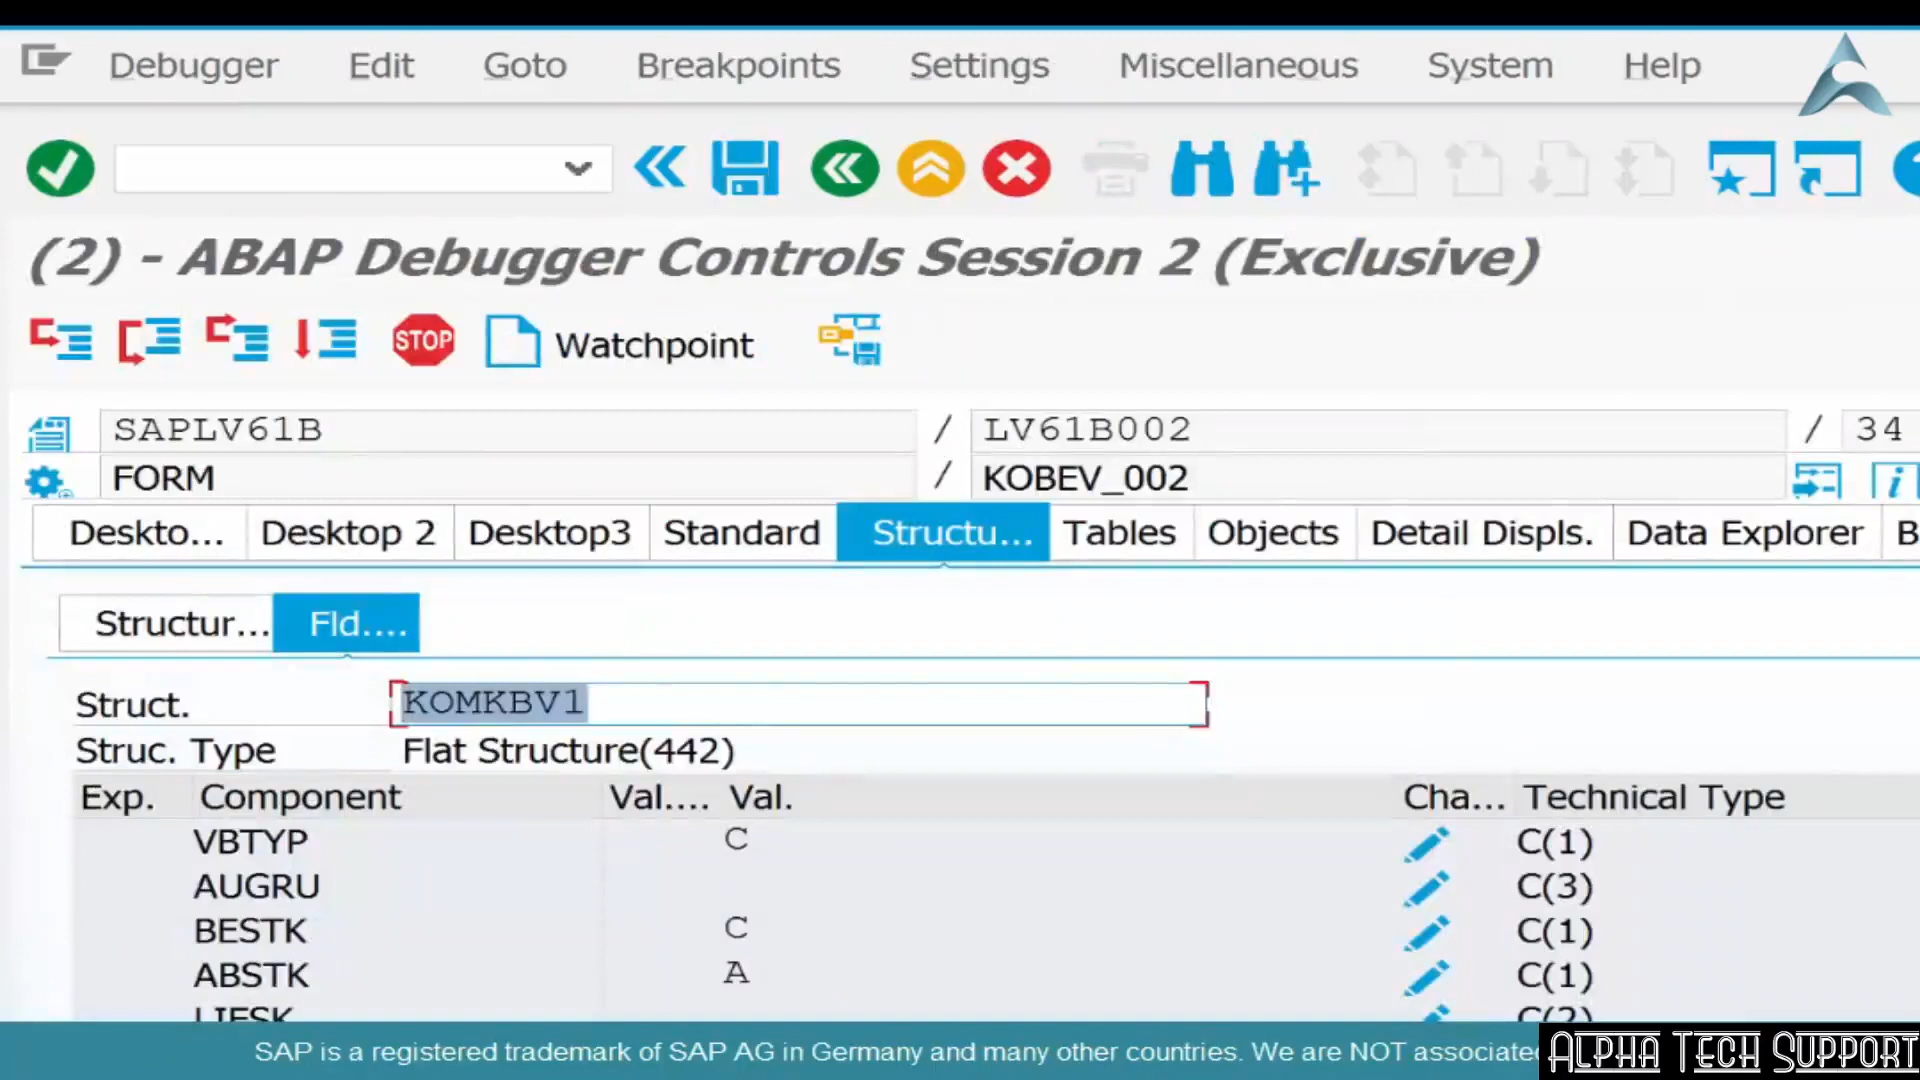 Debugger Edit Goto Breakpoints Settings Miscellaneous System Help
(2) - ABAP Debugger Controls Session 2 (Exclusive)
STOP Watchpoint
SAPLV61B / LV61B002 / 34
FORM / KOBEV_002
Deskto... Desktop 2 Desktop3 Standard Structu... Tables Objects Detail Displs. Data Explorer B
Structur... Fld....
Struct. KOMKBV1
Struc. Type Flat Structure(442)
Exp. Component Val.... Val. Cha... Technical Type
VBTYP C C(1)
AUGRU C(3)
BESTK C C(1)
ABSTK A C(1)
LIFSK C(2)
SAP is a registered trademark of SAP AG in Germany and many other countries. We are NOT associated
Alpha Tech Support